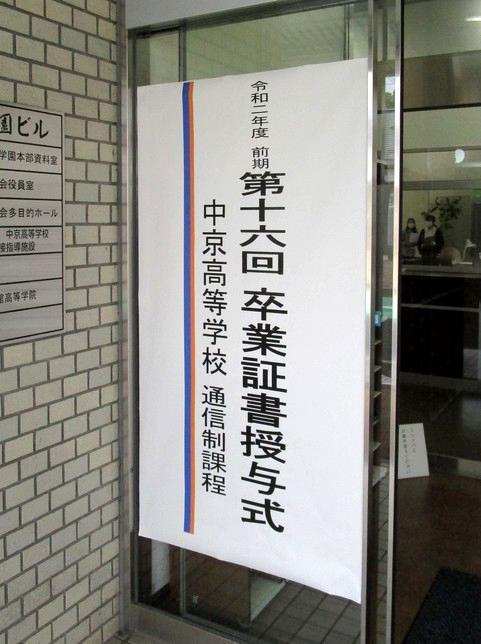 令和二年度 前期
第十六回 卒業証書授与式
中京高等学校 通信制課程
園ビル
学園本部資料室
会役員室
会多目的ホール
中京高等学校
接指導施設
館高等学院